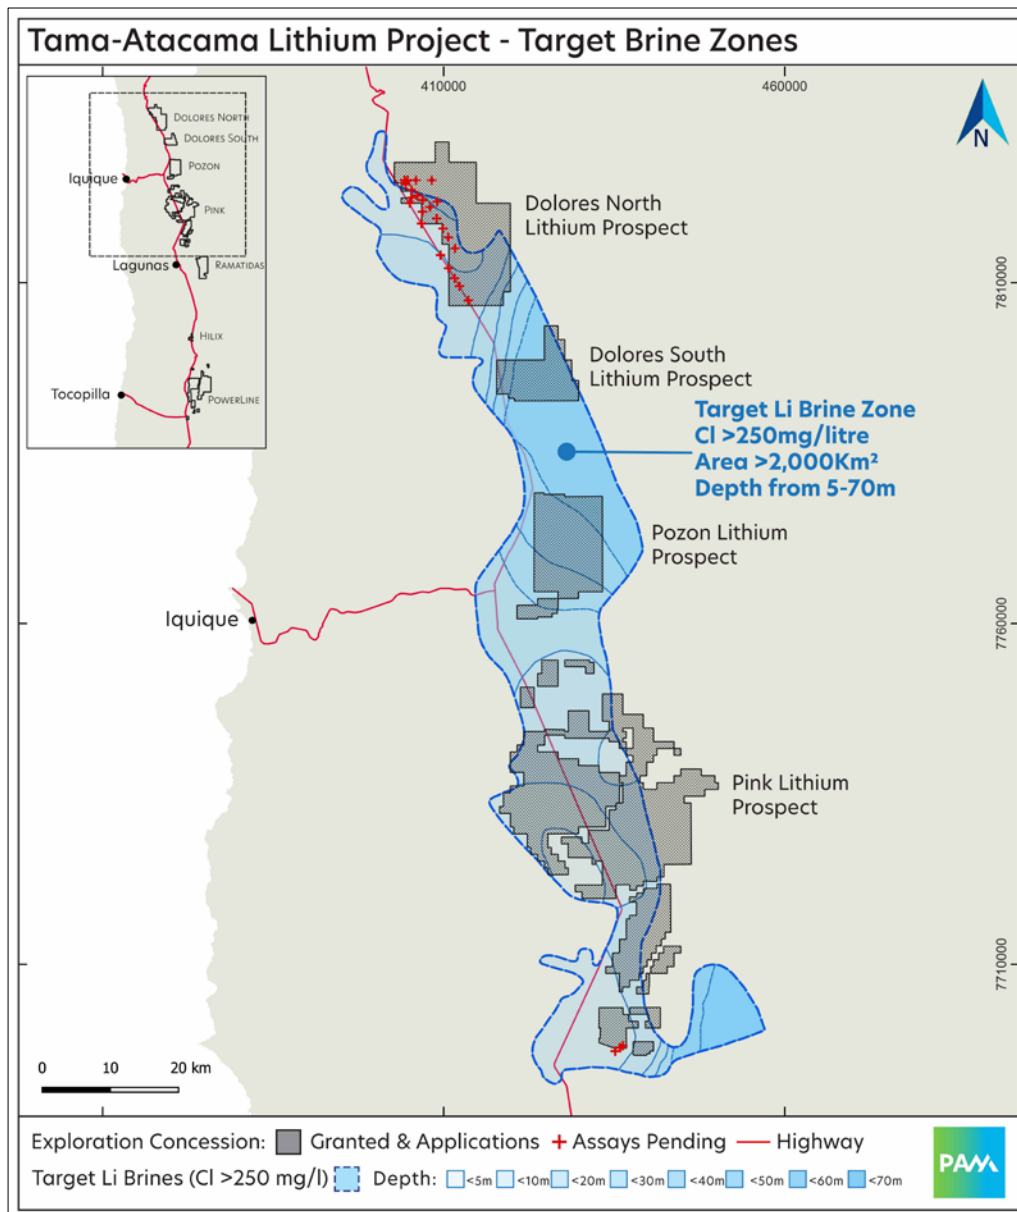 Tama-Atacama Lithium Project - Target Brine Zones
410000
460000
DOLORES NORTH
DOLORES SOUTH
POZON
Iquique
PINK
Lagunas
RAMATIDAS
HILIX
Tocopilla
POWERLINE
N
Dolores North
Lithium Prospect
7810000
Dolores South
Lithium Prospect
Target Li Brine Zone
Cl >250mg/litre
Area >2,000Km²
Depth from 5-70m
Pozon Lithium
Prospect
Iquique
7760000
Pink Lithium
Prospect
7710000
0 10 20 km
Exploration Concession: Granted & Applications Assays Pending Highway
Target Li Brines (Cl >250 mg/l) Depth: <5m <10m <20m <30m <40m <50m <60m <70m
PAM